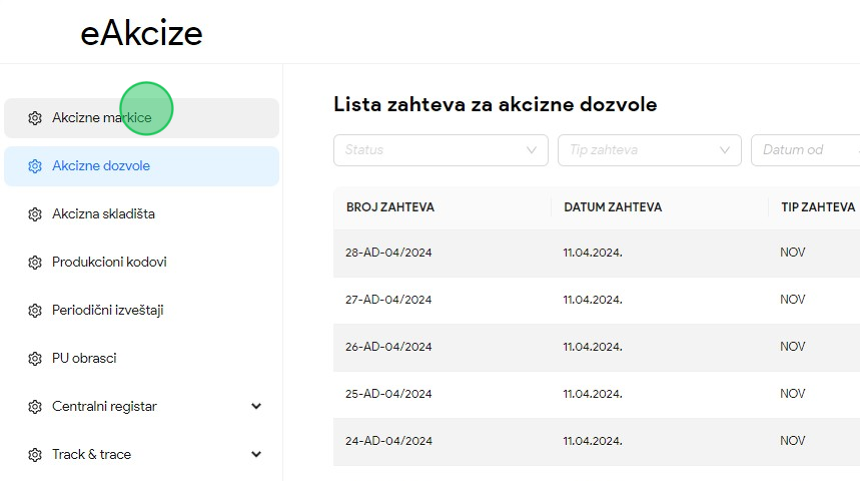 eAkcize
Akcizne markice
Akcizne dozvole
Akcizna skladišta
Produkcioni kodovi
Periodični izveštaji
PU obrasci
Centralni registar
Track & trace
Lista zahteva za akcizne dozvole
Status Tip zahteva Datum od
BROJ ZAHTEVA DATUM ZAHTEVA TIP ZAHTEVA
28-AD-04/2024 11.04.2024. NOV
27-AD-04/2024 11.04.2024. NOV
26-AD-04/2024 11.04.2024. NOV
25-AD-04/2024 11.04.2024. NOV
24-AD-04/2024 11.04.2024. NOV